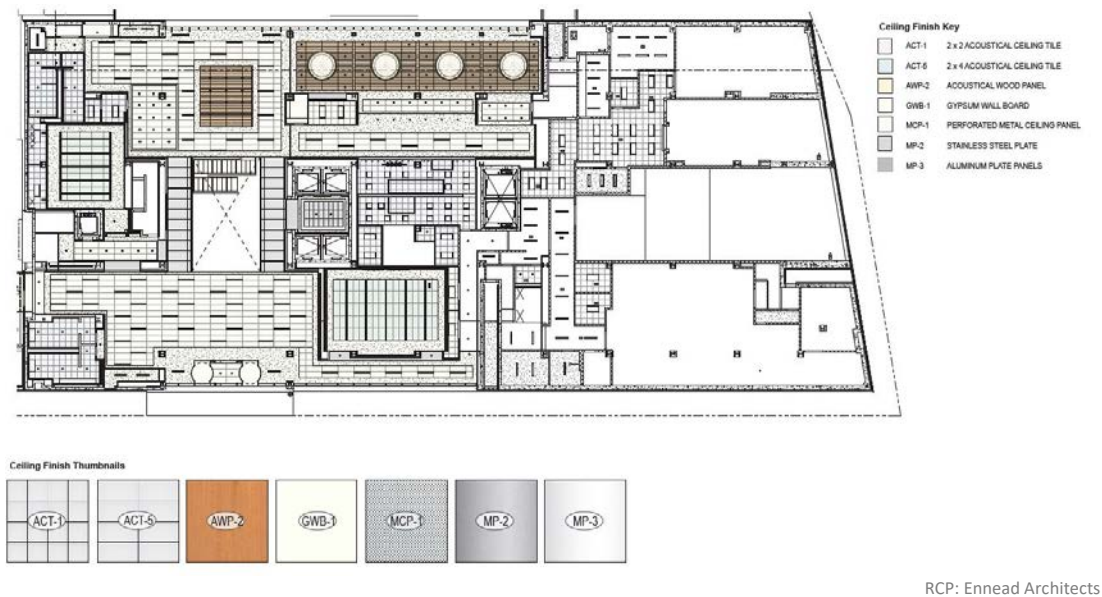 Ceiling Finish Key
ACT-1 2 x 2 ACOUSTICAL CEILING TILE
ACT-5 2 x 4 ACOUSTICAL CEILING TILE
AWP-2 ACOUSTICAL WOOD PANEL
GWB-1 GYPSUM WALL BOARD
MCP-1 PERFORATED METAL CEILING PANEL
MP-2 STAINLESS STEEL PLATE
MP-3 ALUMINUM PLATE PANELS
Ceiling Finish Thumbnails
ACT-1 ACT-5 AWP-2 GWB-1 MCP-1 MP-2 MP-3
RCP: Ennead Architects